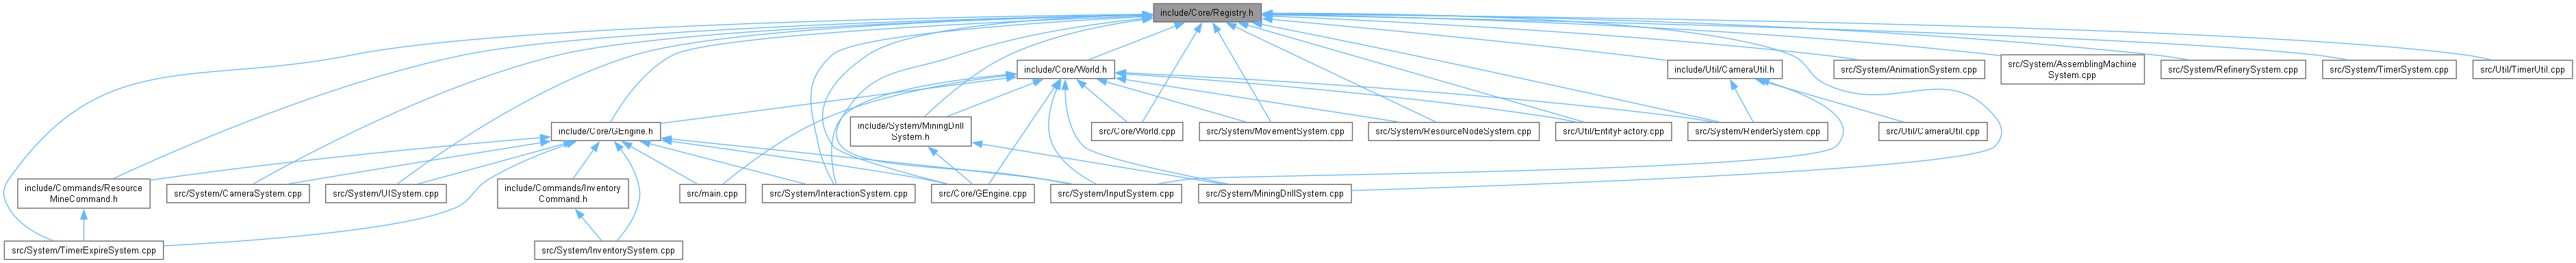 include/Core/Registry.h
include/Core/World.h
include/Util/CameraUtil.h
src/System/AnimationSystem.cpp
src/System/AssemblingMachine
System.cpp
src/System/RefinerySystem.cpp
src/System/TimerSystem.cpp
src/Util/TimerUtil.cpp
include/Core/GEngine.h
include/System/MiningDrill
System.h
src/Core/World.cpp
src/System/MovementSystem.cpp
src/System/ResourceNodeSystem.cpp
src/Util/EntityFactory.cpp
src/System/RenderSystem.cpp
src/Util/CameraUtil.cpp
include/Commands/Resource
MineCommand.h
src/System/CameraSystem.cpp
src/System/UISystem.cpp
include/Commands/Inventory
Command.h
src/main.cpp
src/System/InteractionSystem.cpp
src/Core/GEngine.cpp
src/System/InputSystem.cpp
src/System/MiningDrillSystem.cpp
src/System/TimerExpireSystem.cpp
src/System/InventorySystem.cpp